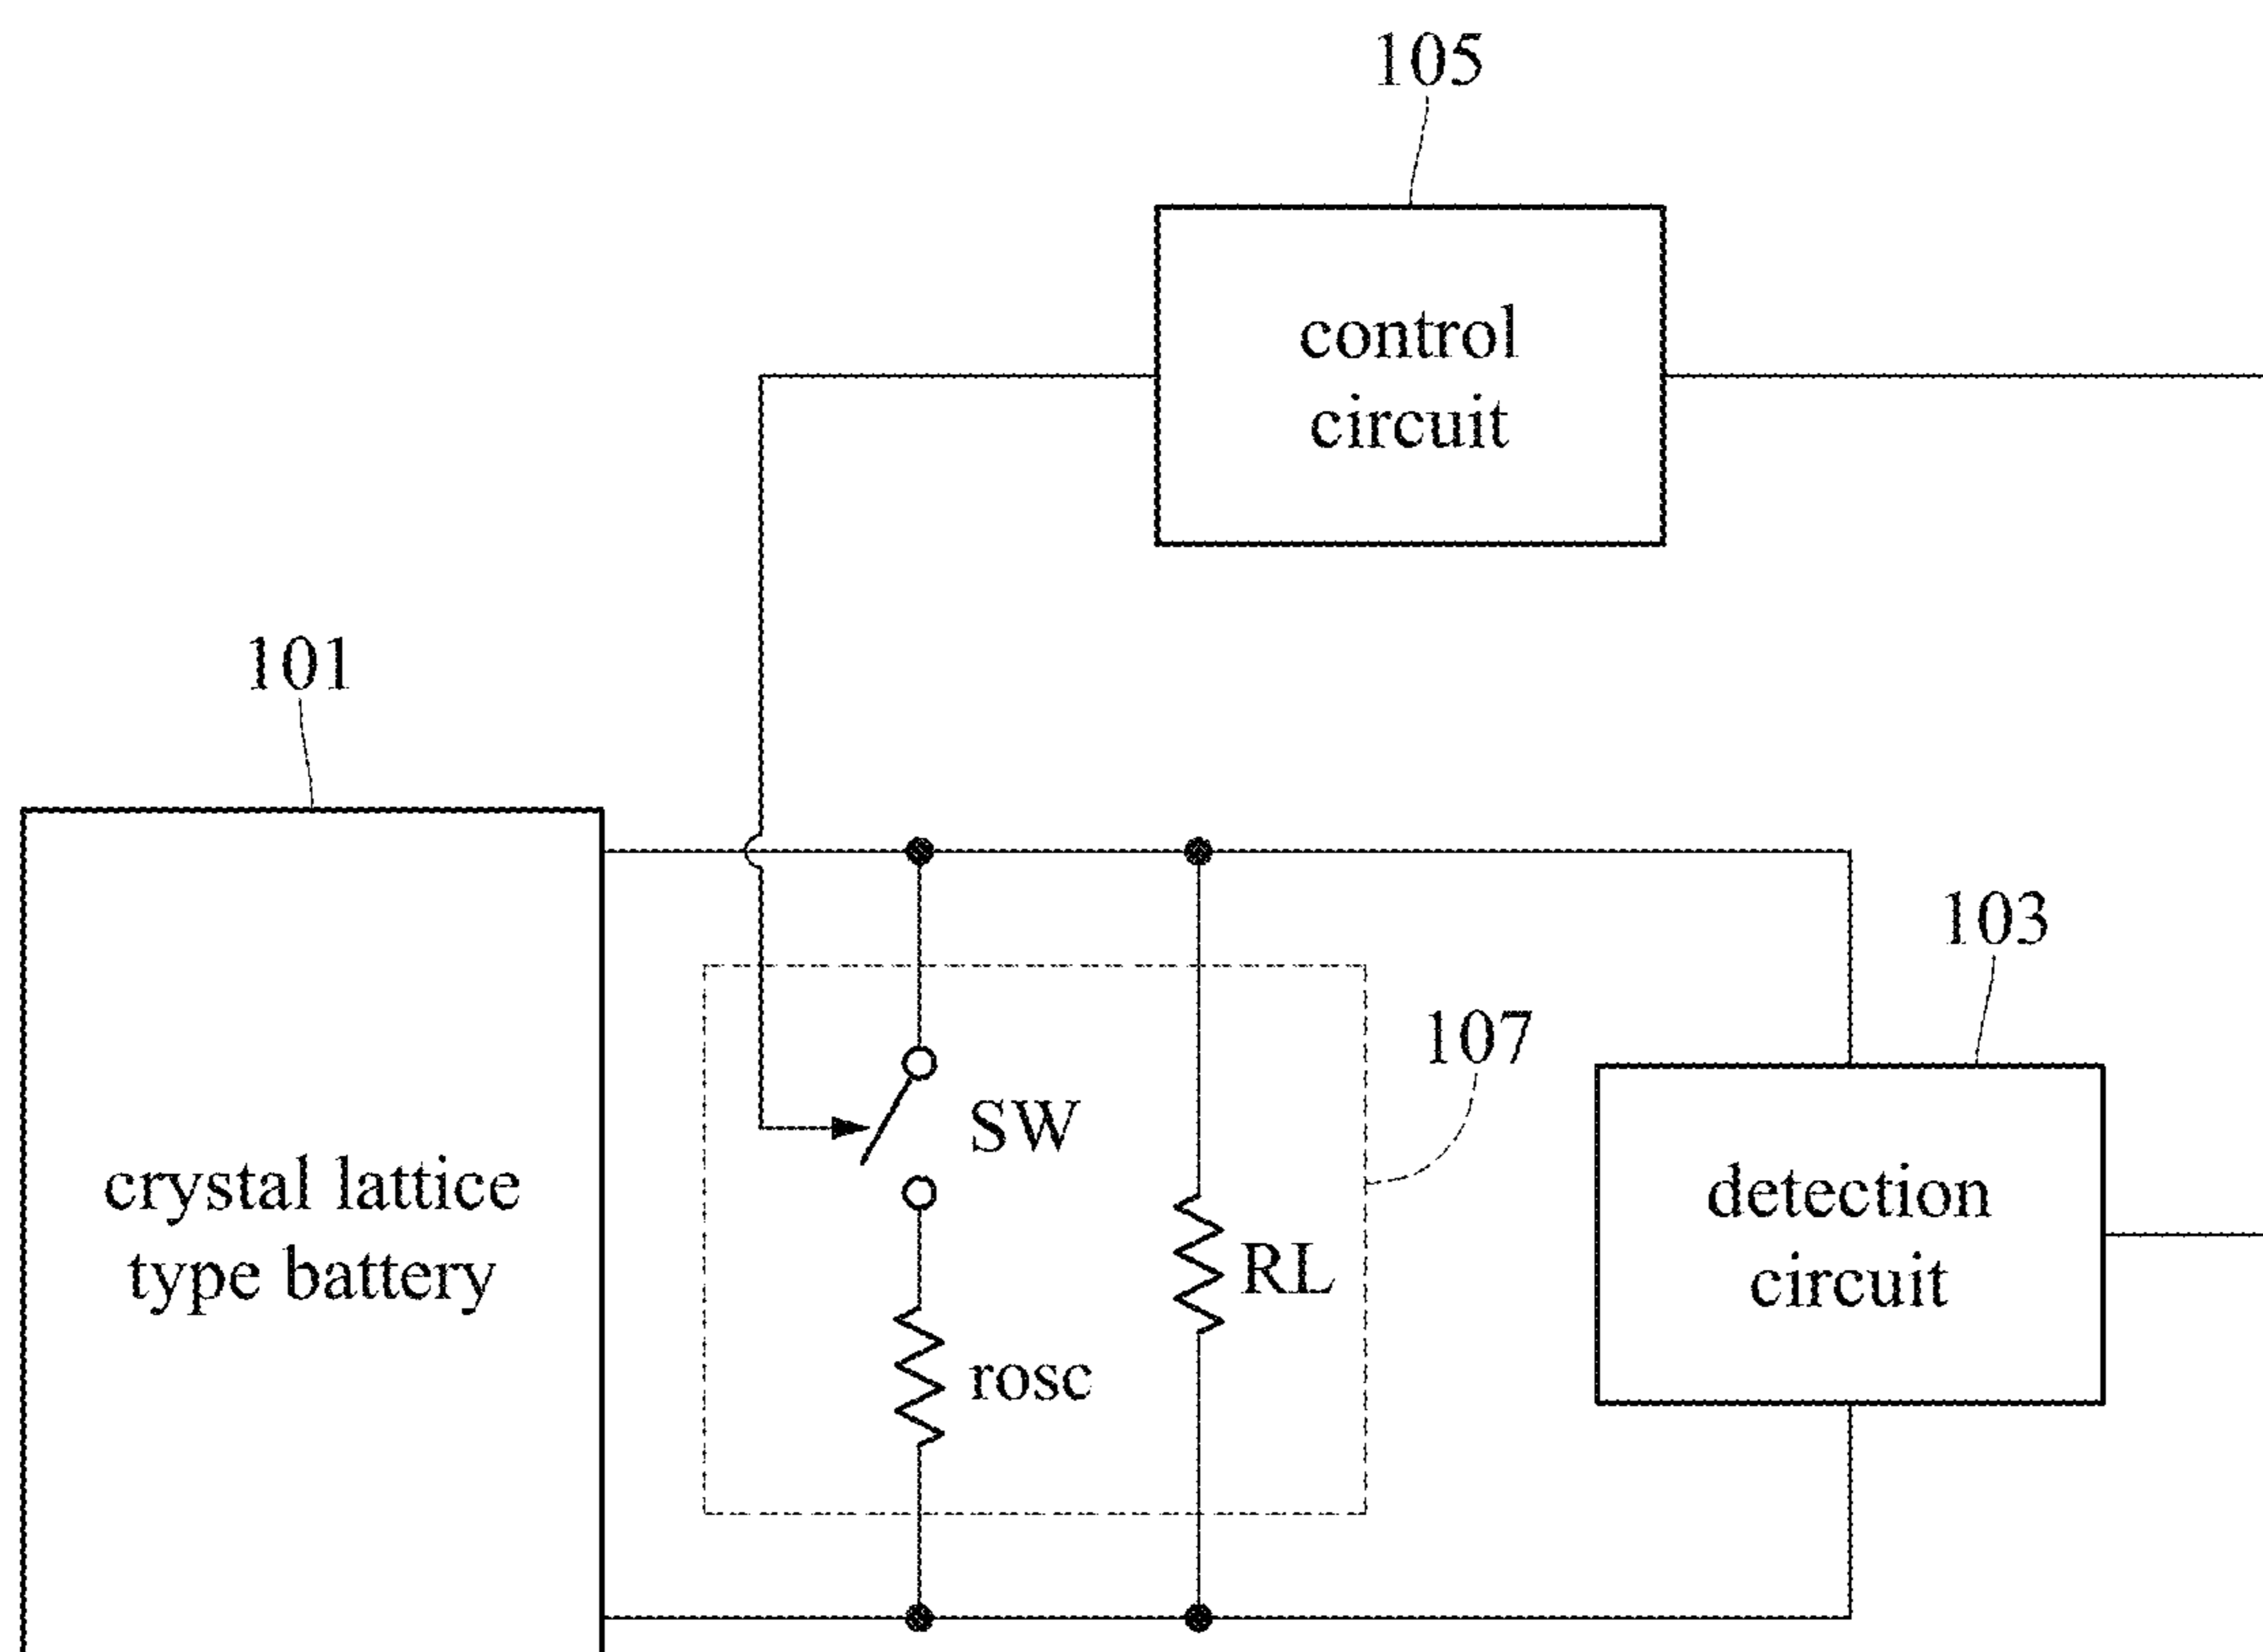 105
control
circuit
101
103
107
SW
crystal lattice
type battery
detection
circuit
RL
rosc